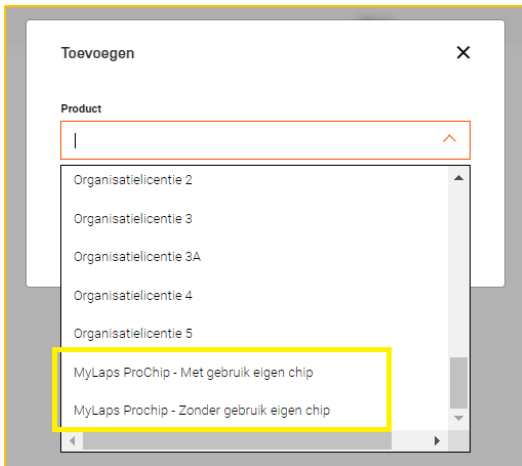 Toevoegen
Product
Organisatielicentie 2
Organisatielicentie 3
Organisatielicentie 3A
Organisatielicentie 4
Organisatielicentie 5
MyLaps ProChip - Met gebruik eigen chip
MyLaps Prochip - Zonder gebruik eigen chip